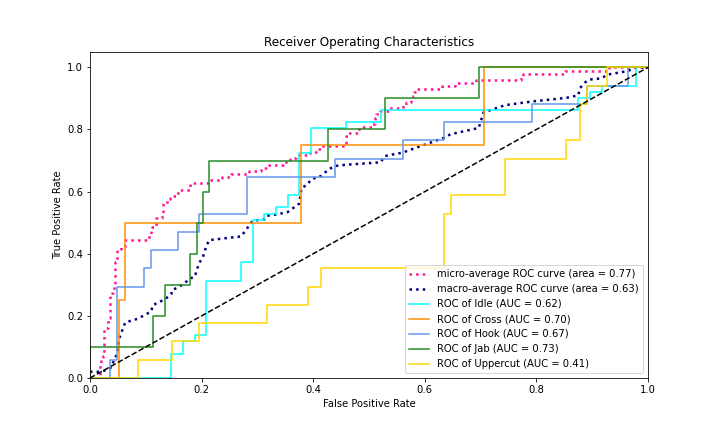 Receiver Operating Characteristics
1.0
0.8
0.6
0.4
0.2
0.0
True Positive Rate
micro-average ROC curve (area = 0.77)
macro-average ROC curve (area = 0.63)
ROC of Idle (AUC = 0.62)
ROC of Cross (AUC = 0.70)
ROC of Hook (AUC = 0.67)
ROC of Jab (AUC = 0.73)
ROC of Uppercut (AUC = 0.41)
0.0 0.2 0.4 0.6 0.8 1.0
False Positive Rate